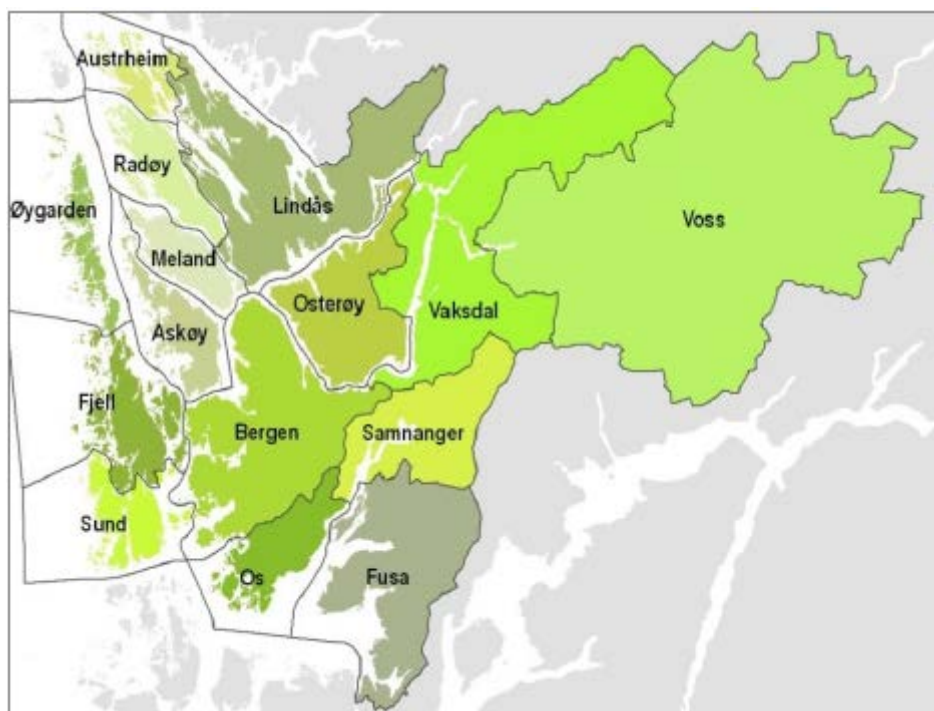 Austrheim
Radøy
Øygarden
Lindås
Voss
Meland
Osterøy
Vaksdal
Askøy
Fjell
Bergen
Samnanger
Sund
Os
Fusa